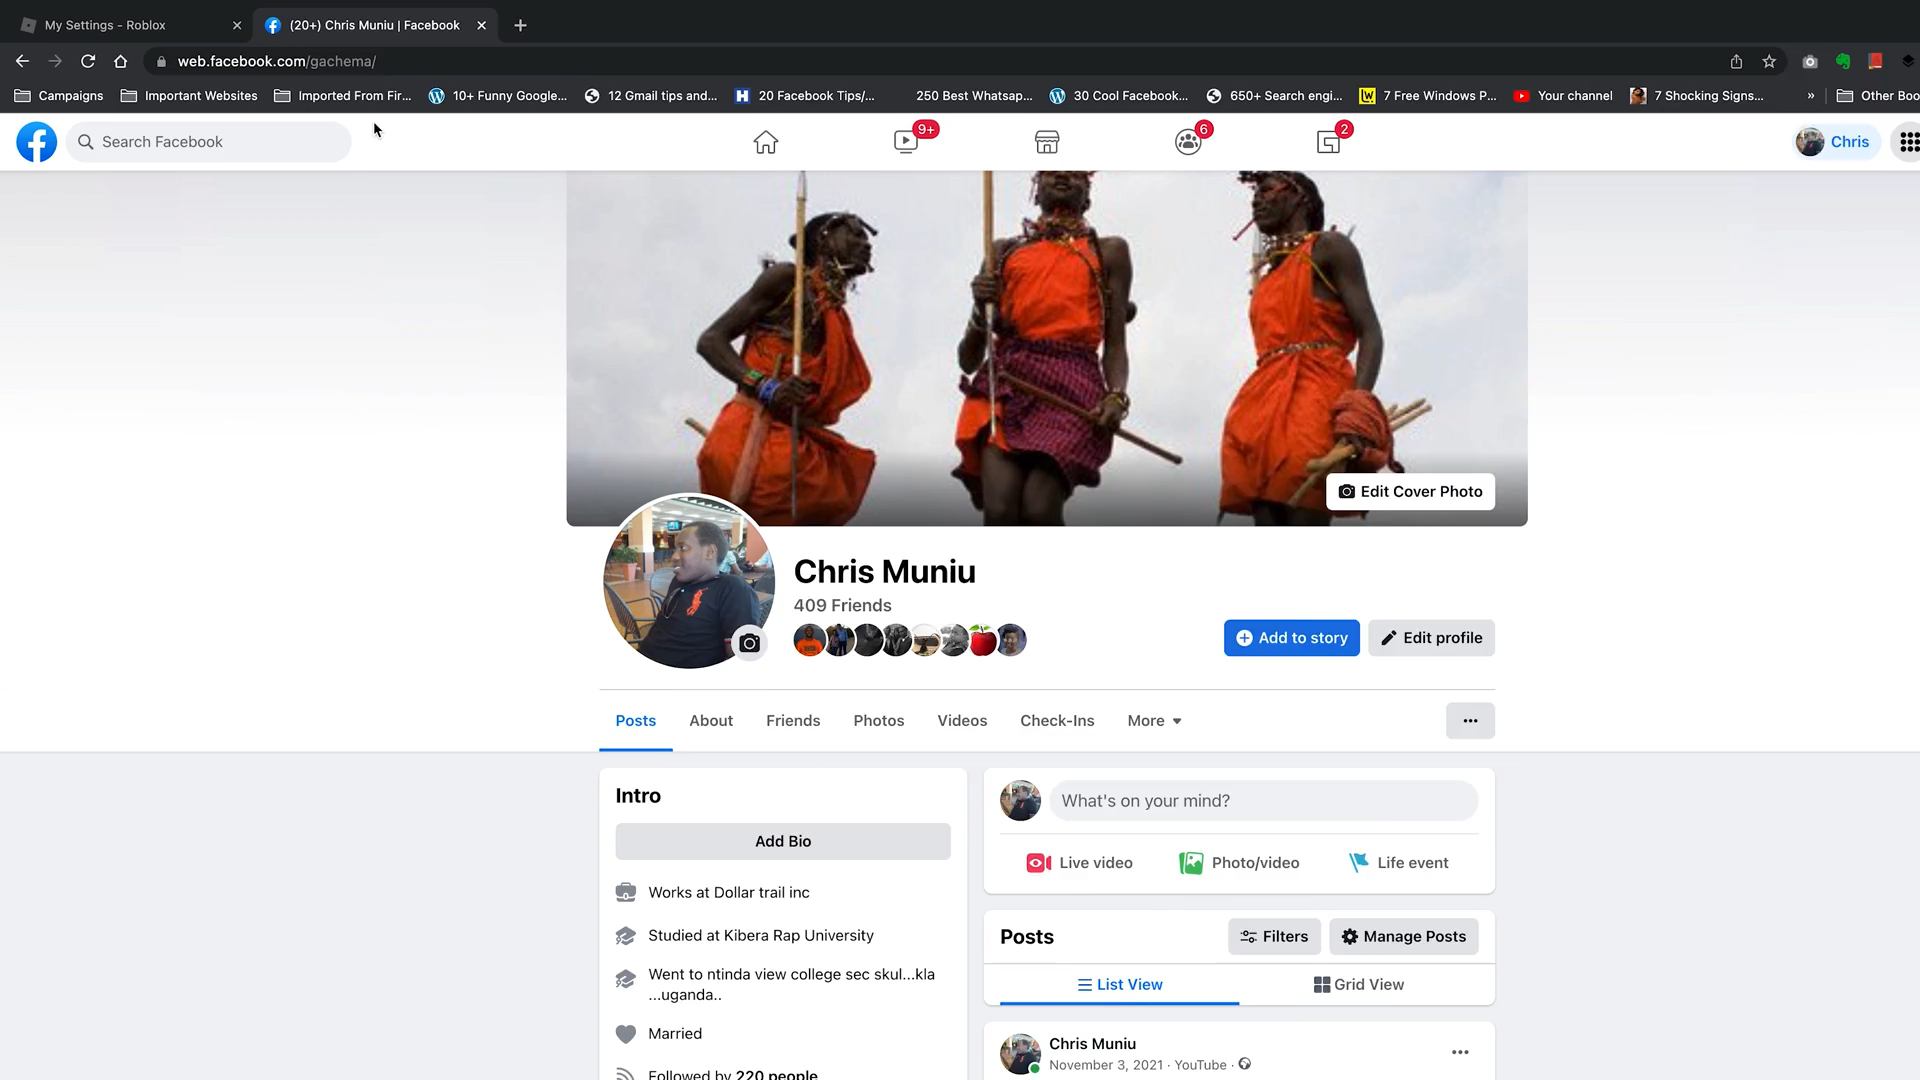 My Settings - Roblox
(20+) Chris Muniu | Facebook
web.facebook.com/gachema/
Campaigns
Important Websites
Imported From Fir...
10+ Funny Google...
12 Gmail tips and...
20 Facebook Tips/...
250 Best Whatsap...
30 Cool Facebook...
650+ Search engi...
7 Free Windows P...
Your channel
7 Shocking Signs...
»
Other Boo
Search Facebook
9+
6
2
Chris
Edit Cover Photo
Chris Muniu
409 Friends
Add to story
Edit profile
Posts
About
Friends
Photos
Videos
Check-Ins
More
Intro
Add Bio
Works at Dollar trail inc
Studied at Kibera Rap University
Went to ntinda view college sec skul...kla
...uganda..
Married
Followed by 220 people
What's on your mind?
Live video
Photo/video
Life event
Posts
Filters
Manage Posts
List View
Grid View
Chris Muniu
November 3, 2021 · YouTube ·